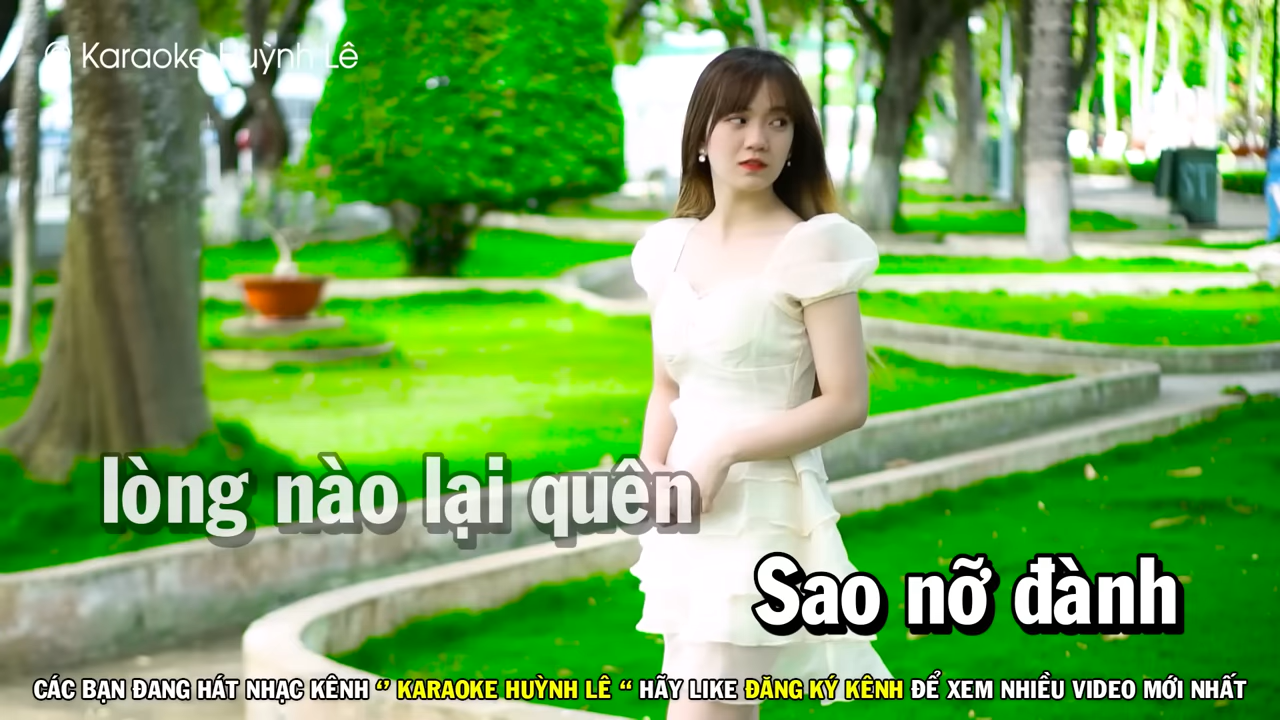 © Karaoke Huỳnh Lê
lòng nào lại quên
Sao nỡ đành
CÁC BẠN ĐANG HÁT NHẠC KÊNH “ KARAOKE HUỲNH LÊ “ HÃY LIKE ĐĂNG KÝ KÊNH ĐỂ XEM NHIỀU VIDEO MỚI NHẤT